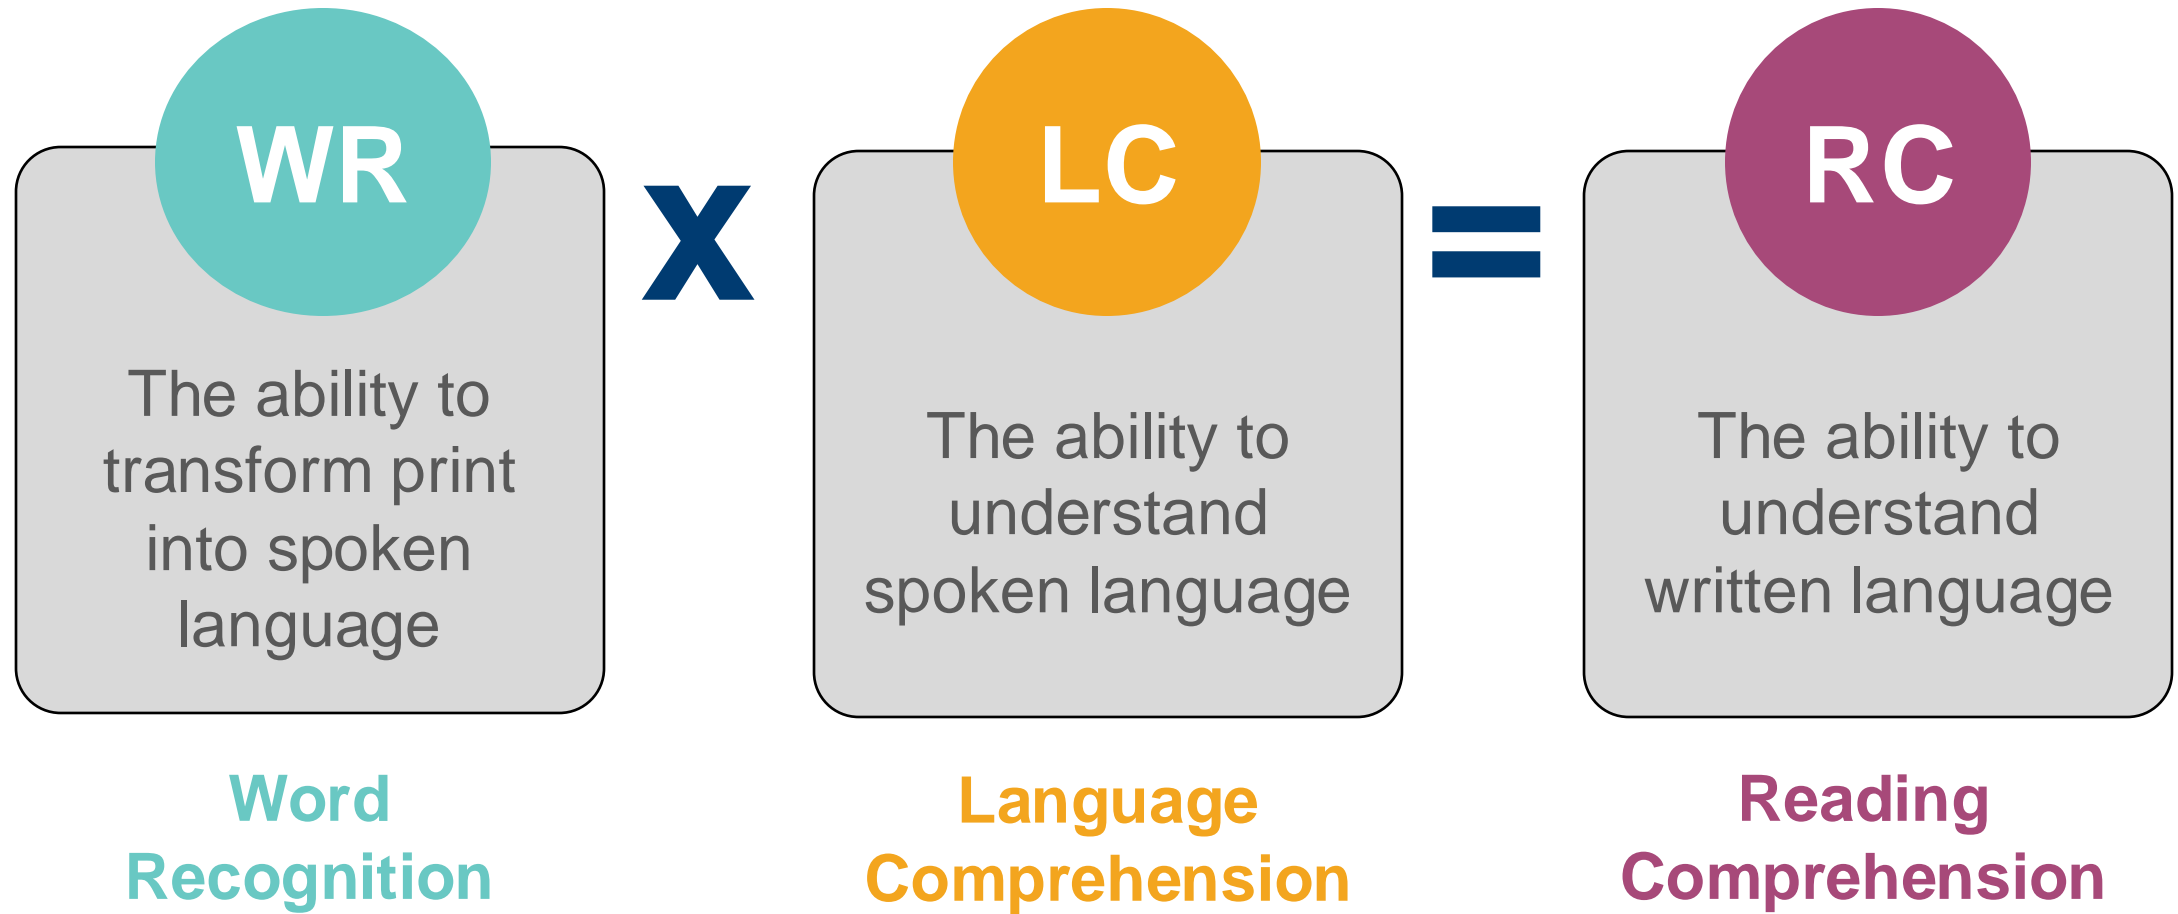 WR
The ability to
transform print
into spoken
language
Word
Recognition
x
LC
The ability to
understand
spoken language
Language
Comprehension
=
RC
The ability to
understand
written language
Reading
Comprehension